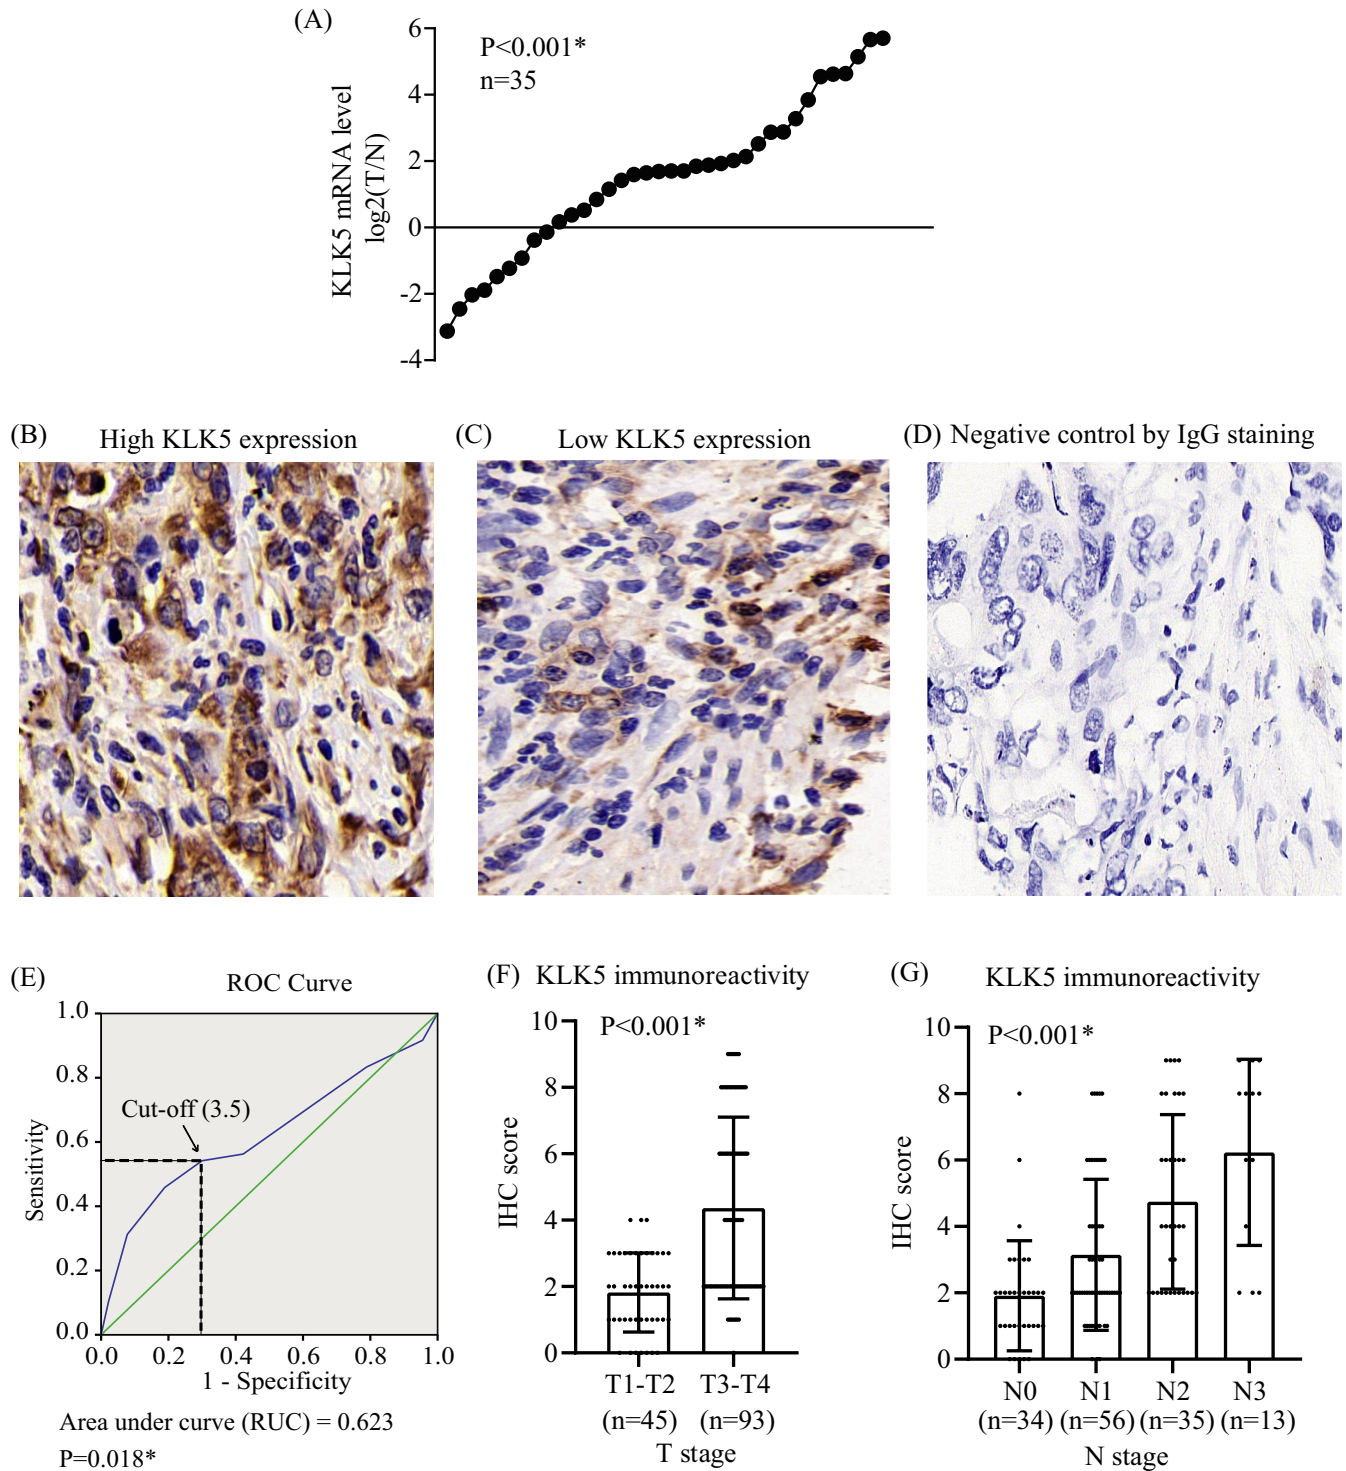 (A)
P<0.001*
n=35
KLK5 mRNA level
log2(T/N)
6
4
2
0
-2
-4
(B) High KLK5 expression
(C) Low KLK5 expression
(D) Negative control by IgG staining
(E) ROC Curve
Sensitivity
1.0
0.8
0.6
0.4
0.2
0.0
Cut-off (3.5)
0.0 0.2 0.4 0.6 0.8 1.0
1 - Specificity
Area under curve (RUC) = 0.623
P=0.018*
(F) KLK5 immunoreactivity
P<0.001*
IHC score
10
8
6
4
2
0
T1-T2 T3-T4
(n=45) (n=93)
T stage
(G) KLK5 immunoreactivity
P<0.001*
IHC score
10
8
6
4
2
0
N0 N1 N2 N3
(n=34) (n=56) (n=35) (n=13)
N stage